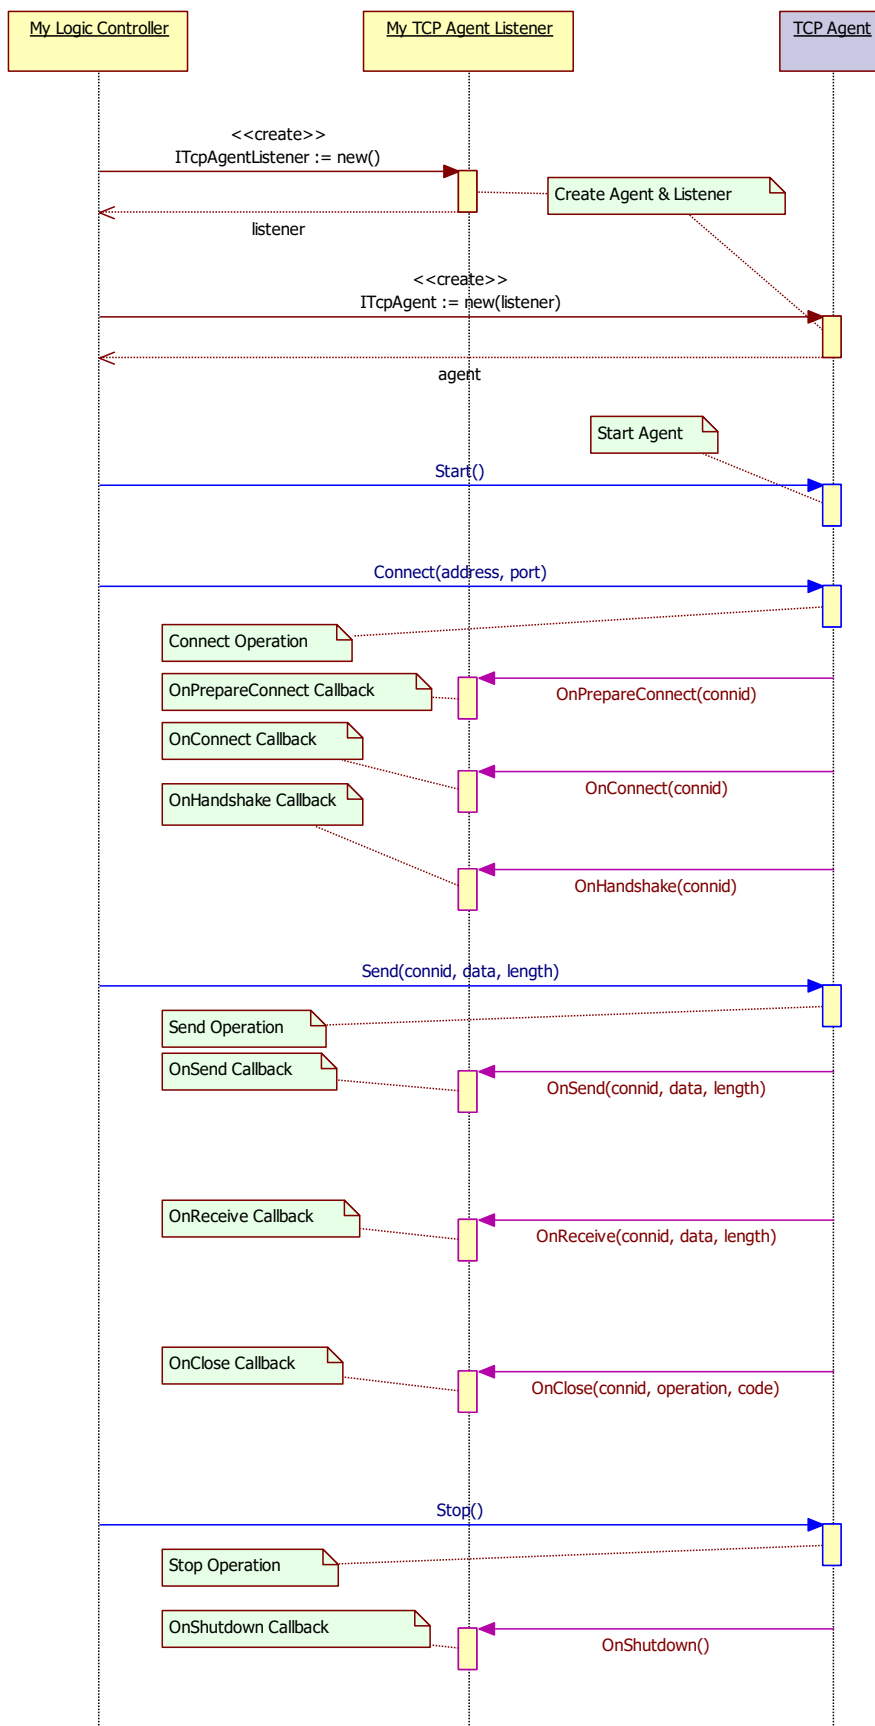 My Logic Controller
My TCP Agent Listener
TCP Agent
<<create>>
ITcpAgentListener := new()
Create Agent & Listener
listener
<<create>>
ITcpAgent := new(listener)
agent
Start Agent
Start()
Connect(address, port)
Connect Operation
OnPrepareConnect Callback
OnPrepareConnect(connid)
OnConnect Callback
OnConnect(connid)
OnHandshake Callback
OnHandshake(connid)
Send(connid, data, length)
Send Operation
OnSend Callback
OnSend(connid, data, length)
OnReceive Callback
OnReceive(connid, data, length)
OnClose Callback
OnClose(connid, operation, code)
Stop()
Stop Operation
OnShutdown Callback
OnShutdown()